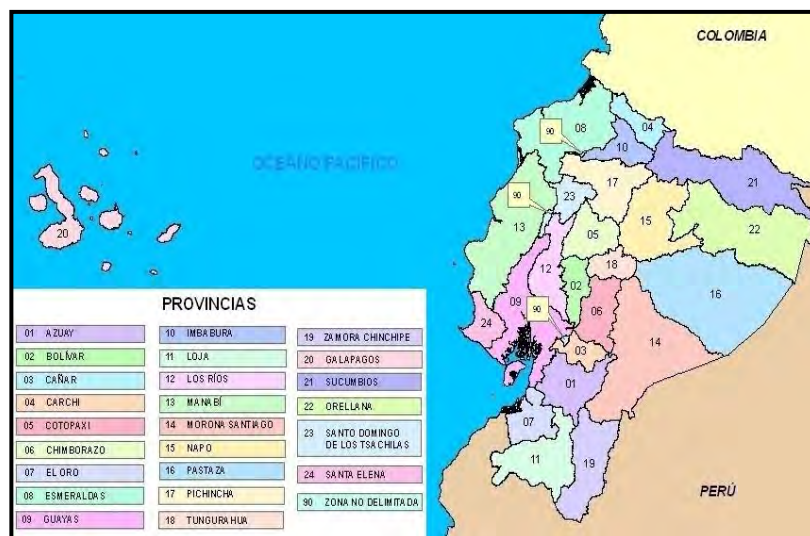 COLOMBIA
08
90
04
10
OCEANO PACIFICO
17
21
90
23
15
20
13
05
22
12
18
02
16
09
06
24
90
14
03
01
07
11
19
PERÚ
PROVINCIAS
01 AZUAY
02 BOLÍVAR
03 CAÑAR
04 CARCHI
05 COTOPAXI
06 CHIMBORAZO
07 EL ORO
08 ESMERALDAS
09 GUAYAS
10 IMBABURA
11 LOJA
12 LOS RÍOS
13 MANABÍ
14 MORONA SANTIAGO
15 NAPO
16 PASTAZA
17 PICHINCHA
18 TUNGURAHUA
19 ZAMORA CHINCHIPE
20 GALAPAGOS
21 SUCUMBIOS
22 ORELLANA
23 SANTO DOMINGO
DE LOS TSACHILAS
24 SANTA ELENA
90 ZONA NO DELIMITADA